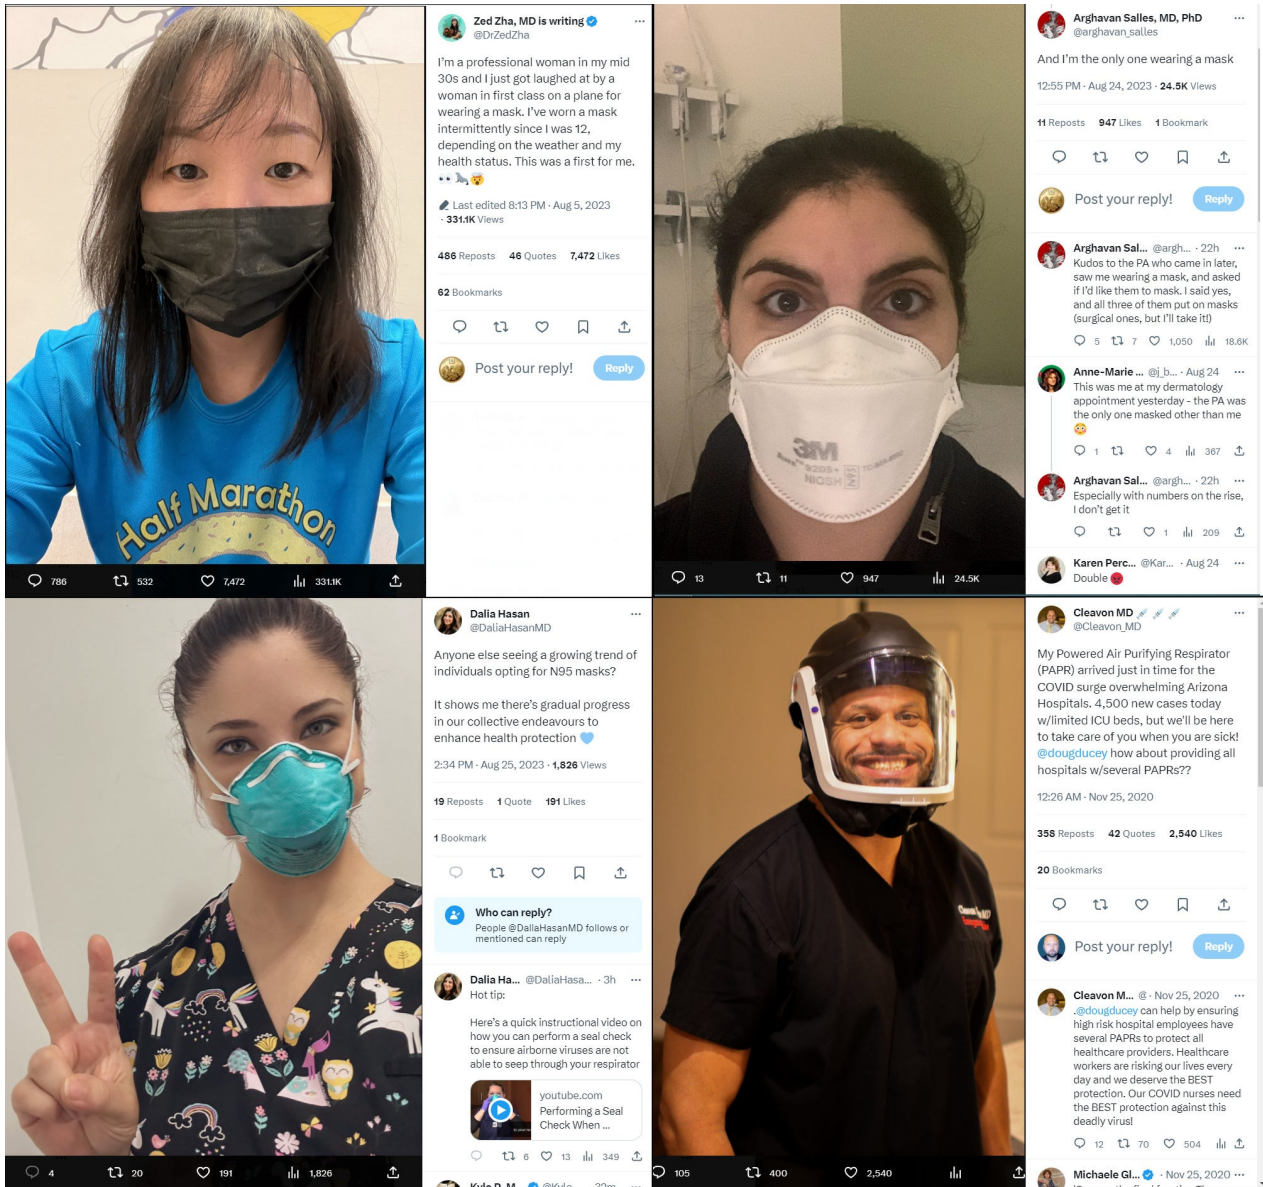 Half Marathon
786 532 7,472 331.1K
Zed Zha, MD is writing
@DrZedZha
I'm a professional woman in my mid
30s and I just got laughed at by a
woman in first class on a plane for
wearing a mask. I've worn a mask
intermittently since I was 12,
depending on the weather and my
health status. This was a first for me.
Last edited 8:13 PM · Aug 5, 2023
· 331.1K Views
486 Reposts 46 Quotes 7,472 Likes
62 Bookmarks
Post your reply!
Reply
3M
9205+
NIOSH
13 11 947 24.5K
Arghavan Salles, MD, PhD
@arghavan_salles
And I'm the only one wearing a mask
12:55 PM · Aug 24, 2023 · 24.5K Views
11 Reposts 947 Likes 1 Bookmark
Post your reply!
Reply
Arghavan Sal... @argh... · 22h
Kudos to the PA who came in later,
saw me wearing a mask, and asked
if I'd like them to mask. I said yes,
and all three of them put on masks
(surgical ones, but I'll take it!)
5 7 1,050 18.6K
Anne-Marie ... @j_b... · Aug 24
This was me at my dermatology
appointment yesterday - the PA was
the only one masked other than me
1 4 367
Arghavan Sal... @argh... · 22h
Especially with numbers on the rise,
I don't get it
1 209
Karen Perc... @Kar... · Aug 24
Double
4 20 191 1,826
Dalia Hasan
@DaliaHasanMD
Anyone else seeing a growing trend of
individuals opting for N95 masks?
It shows me there's gradual progress
in our collective endeavours to
enhance health protection
2:34 PM · Aug 25, 2023 · 1,826 Views
19 Reposts 1 Quote 191 Likes
1 Bookmark
Who can reply?
People @DaliaHasanMD follows or
mentioned can reply
Dalia Ha... @DaliaHasa... · 3h
Hot tip:
Here's a quick instructional video on
how you can perform a seal check
to ensure airborne viruses are not
able to seep through your respirator
youtube.com
Performing a Seal
Check When ...
6 13 349
Kyle P. M... @Kyle... · 32m
105 400 2,540
Cleavon MD
@Cleavon_MD
My Powered Air Purifying Respirator
(PAPR) arrived just in time for the
COVID surge overwhelming Arizona
Hospitals. 4,500 new cases today
w/limited ICU beds, but we'll be here
to take care of you when you are sick!
@dougducey how about providing all
hospitals w/several PAPRs??
12:26 AM · Nov 25, 2020
358 Reposts 42 Quotes 2,540 Likes
20 Bookmarks
Post your reply!
Reply
Cleavon M... @ · Nov 25, 2020
.@dougducey can help by ensuring
high risk hospital employees have
several PAPRs to protect all
healthcare providers. Healthcare
workers are risking our lives every
day and we deserve the BEST
protection. Our COVID nurses need
the BEST protection against this
deadly virus!
12 70 504
Michaele Gl... · Nov 25, 2020